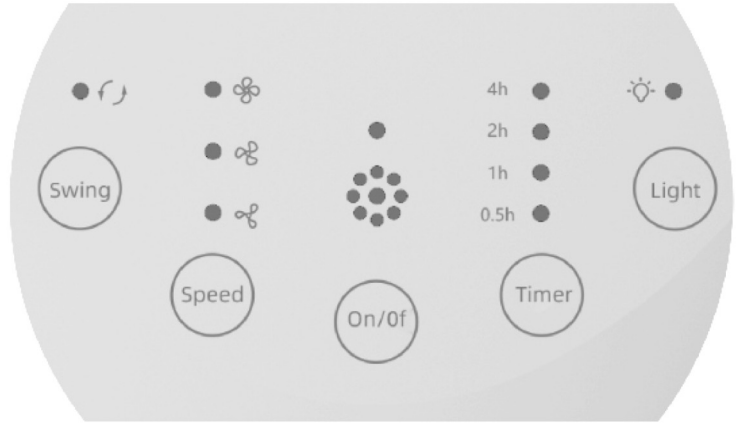 4h
2h
1h
0.5h
Swing
Light
Speed
On/0f
Timer